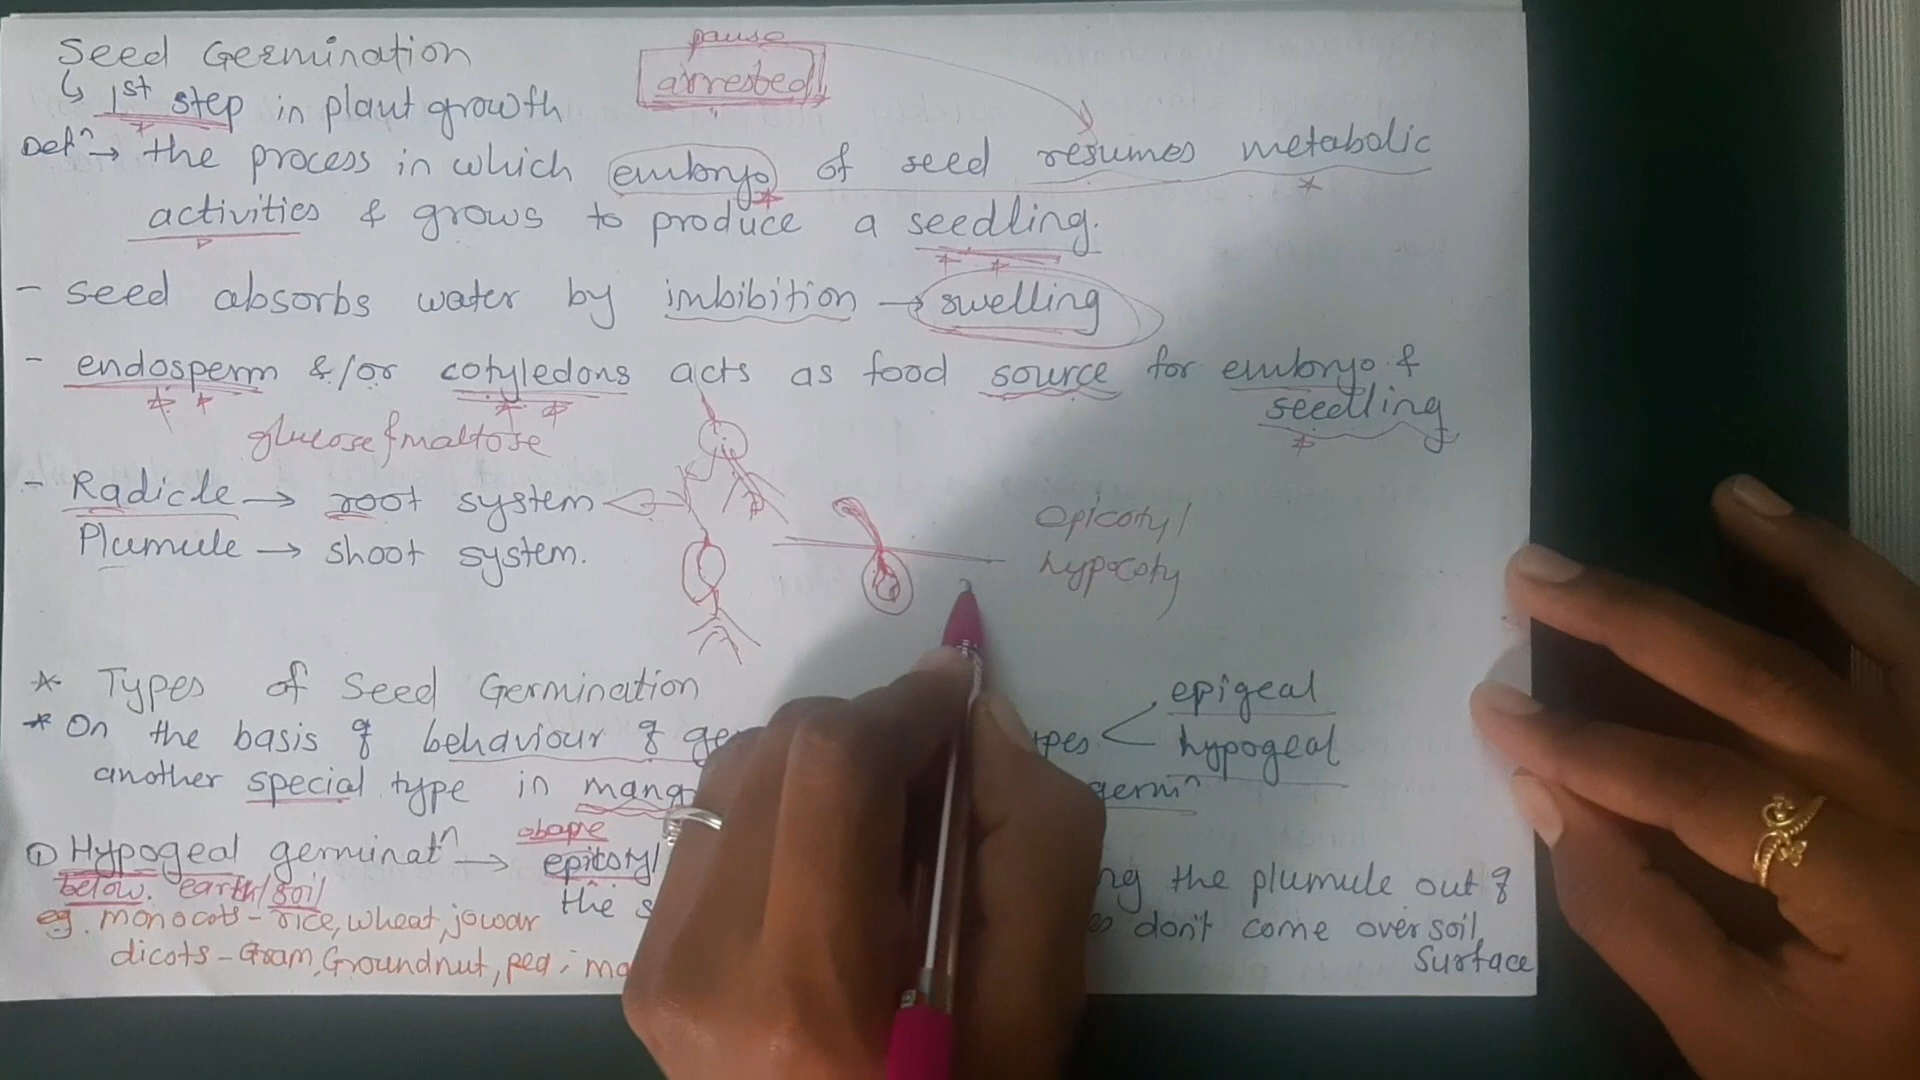 Seed Germination
pause
arrested!
↳ 1st step in plant growth
Defⁿ → the process in which embryo of seed resumes metabolic
activities & grows to produce a seedling.
- seed absorbs water by imbibition → swelling
- endosperm &/or cotyledons acts as food source for embryo &
seedling
glucose & maltose
- Radicle → root system
Plumule → shoot system.
Epicotyl
hypocoty
* Types of Seed Germination
* On the basis of behaviour of epigeal
hypogeal
another special type in germiⁿ
above
① Hypogeal germinatⁿ → epicotyl
below. earth/soil
the the plumule out of
eg. monocots - rice, wheat, jowar don't come over soil
dicots - Gram, Groundnut, pea, surface